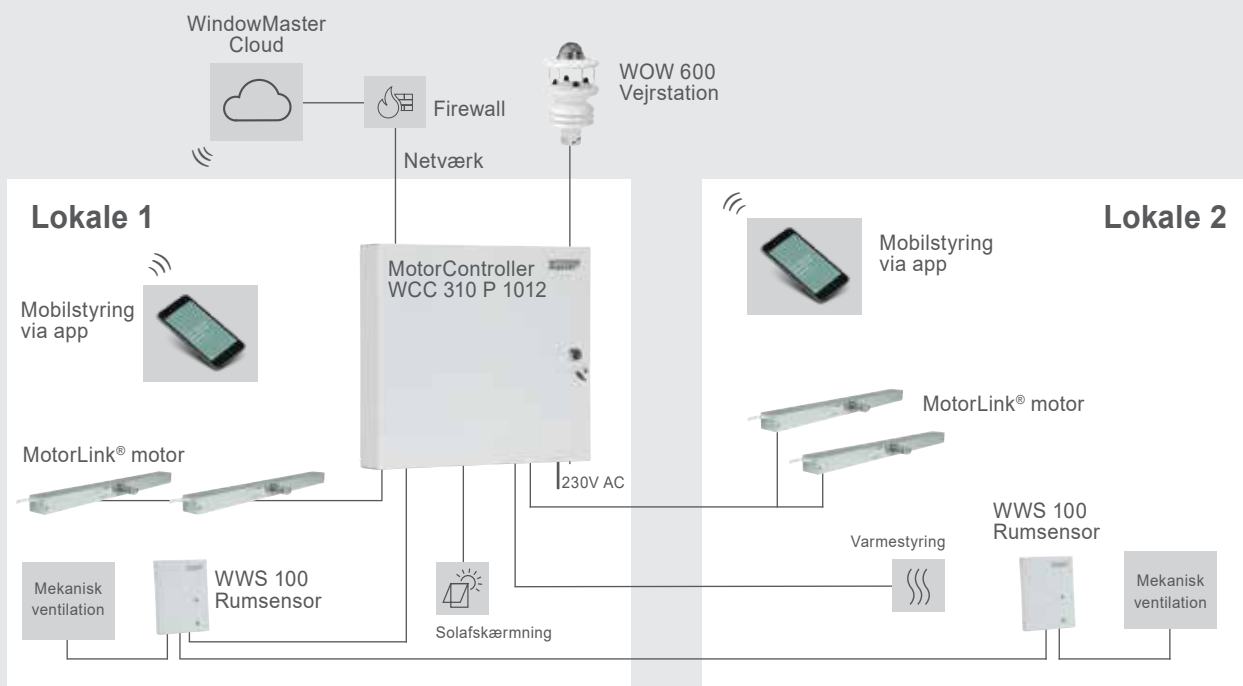 WindowMaster
Cloud
Firewall
WOW 600
Vejrstation
Netværk
Lokale 1
Lokale 2
Mobilstyring
via app
MotorController
WCC 310 P 1012
Mobilstyring
via app
MotorLink® motor
MotorLink® motor
230V AC
WWS 100
Rumsensor
Varmestyring
Mekanisk
ventilation
WWS 100
Rumsensor
Solafskærmning
Mekanisk
ventilation